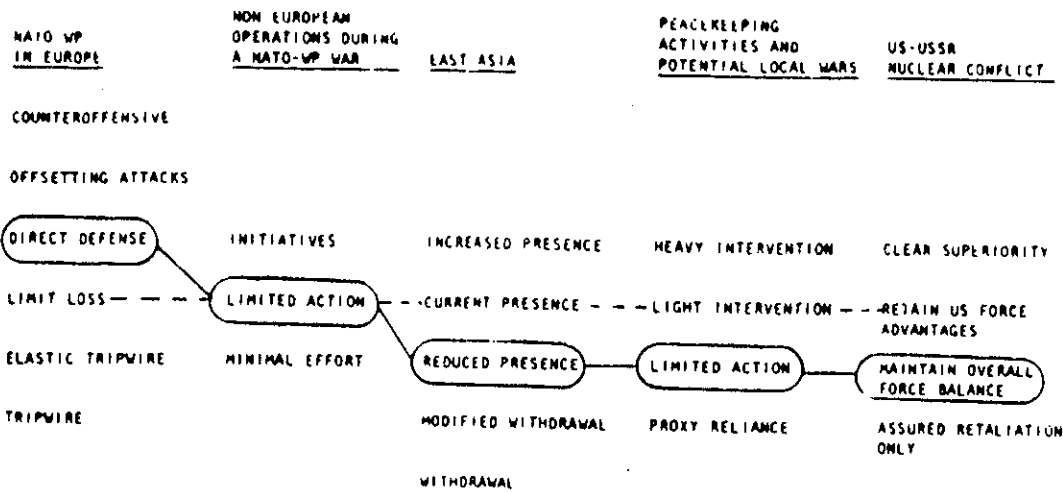 NATO WP
IN EUROPE
NON EUROPEAN
OPERATIONS DURING
A NATO-WP WAR
EAST ASIA
PEACEKEEPING
ACTIVITIES AND
POTENTIAL LOCAL WARS
US-USSR
NUCLEAR CONFLICT
COUNTEROFFENSIVE
OFFSETTING ATTACKS
DIRECT DEFENSE
INITIATIVES
INCREASED PRESENCE
HEAVY INTERVENTION
CLEAR SUPERIORITY
LIMIT LOSS
LIMITED ACTION
CURRENT PRESENCE
LIGHT INTERVENTION
RETAIN US FORCE
ADVANTAGES
ELASTIC TRIPWIRE
MINIMAL EFFORT
REDUCED PRESENCE
LIMITED ACTION
MAINTAIN OVERALL
FORCE BALANCE
TRIPWIRE
MODIFIED WITHDRAWAL
PROXY RELIANCE
ASSURED RETALIATION
ONLY
WITHDRAWAL